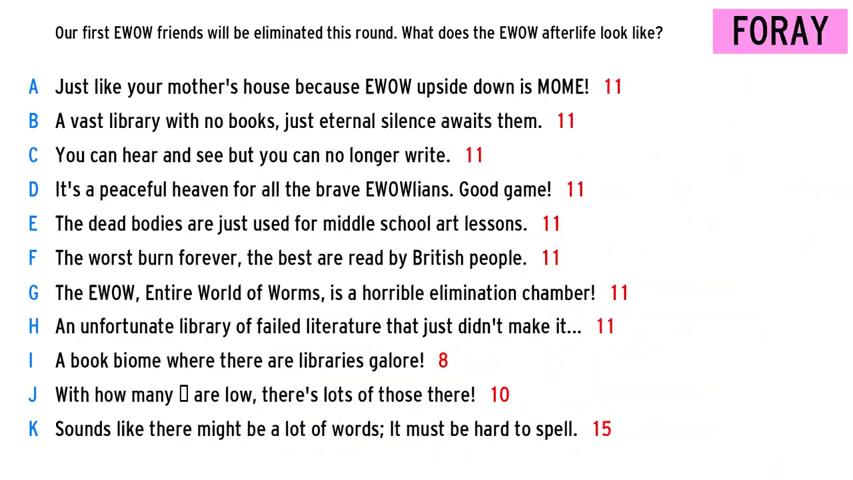 Our first EWOW friends will be eliminated this round. What does the EWOW afterlife look like?
FORAY
A Just like your mother's house because EWOW upside down is MOME! 11
B A vast library with no books, just eternal silence awaits them. 11
C You can hear and see but you can no longer write. 11
D It's a peaceful heaven for all the brave EWOWlians. Good game! 11
E The dead bodies are just used for middle school art lessons. 11
F The worst burn forever, the best are read by British people. 11
G The EWOW, Entire World of Worms, is a horrible elimination chamber! 11
H An unfortunate library of failed literature that just didn't make it... 11
I A book biome where there are libraries galore! 8
J With how many ▯ are low, there's lots of those there! 10
K Sounds like there might be a lot of words; It must be hard to spell. 15